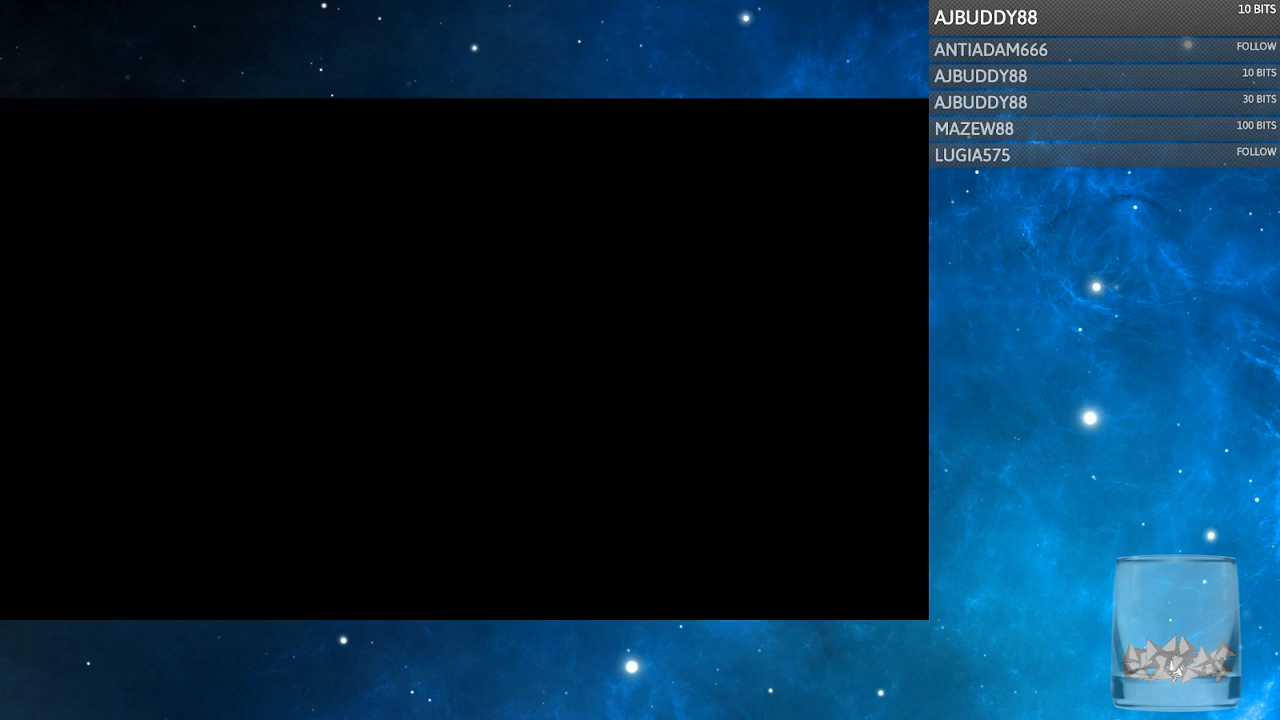 AJBUDDY88 10 BITS
ANTIADAM666 FOLLOW
AJBUDDY88 10 BITS
AJBUDDY88 30 BITS
MAZEW88 100 BITS
LUGIA575 FOLLOW